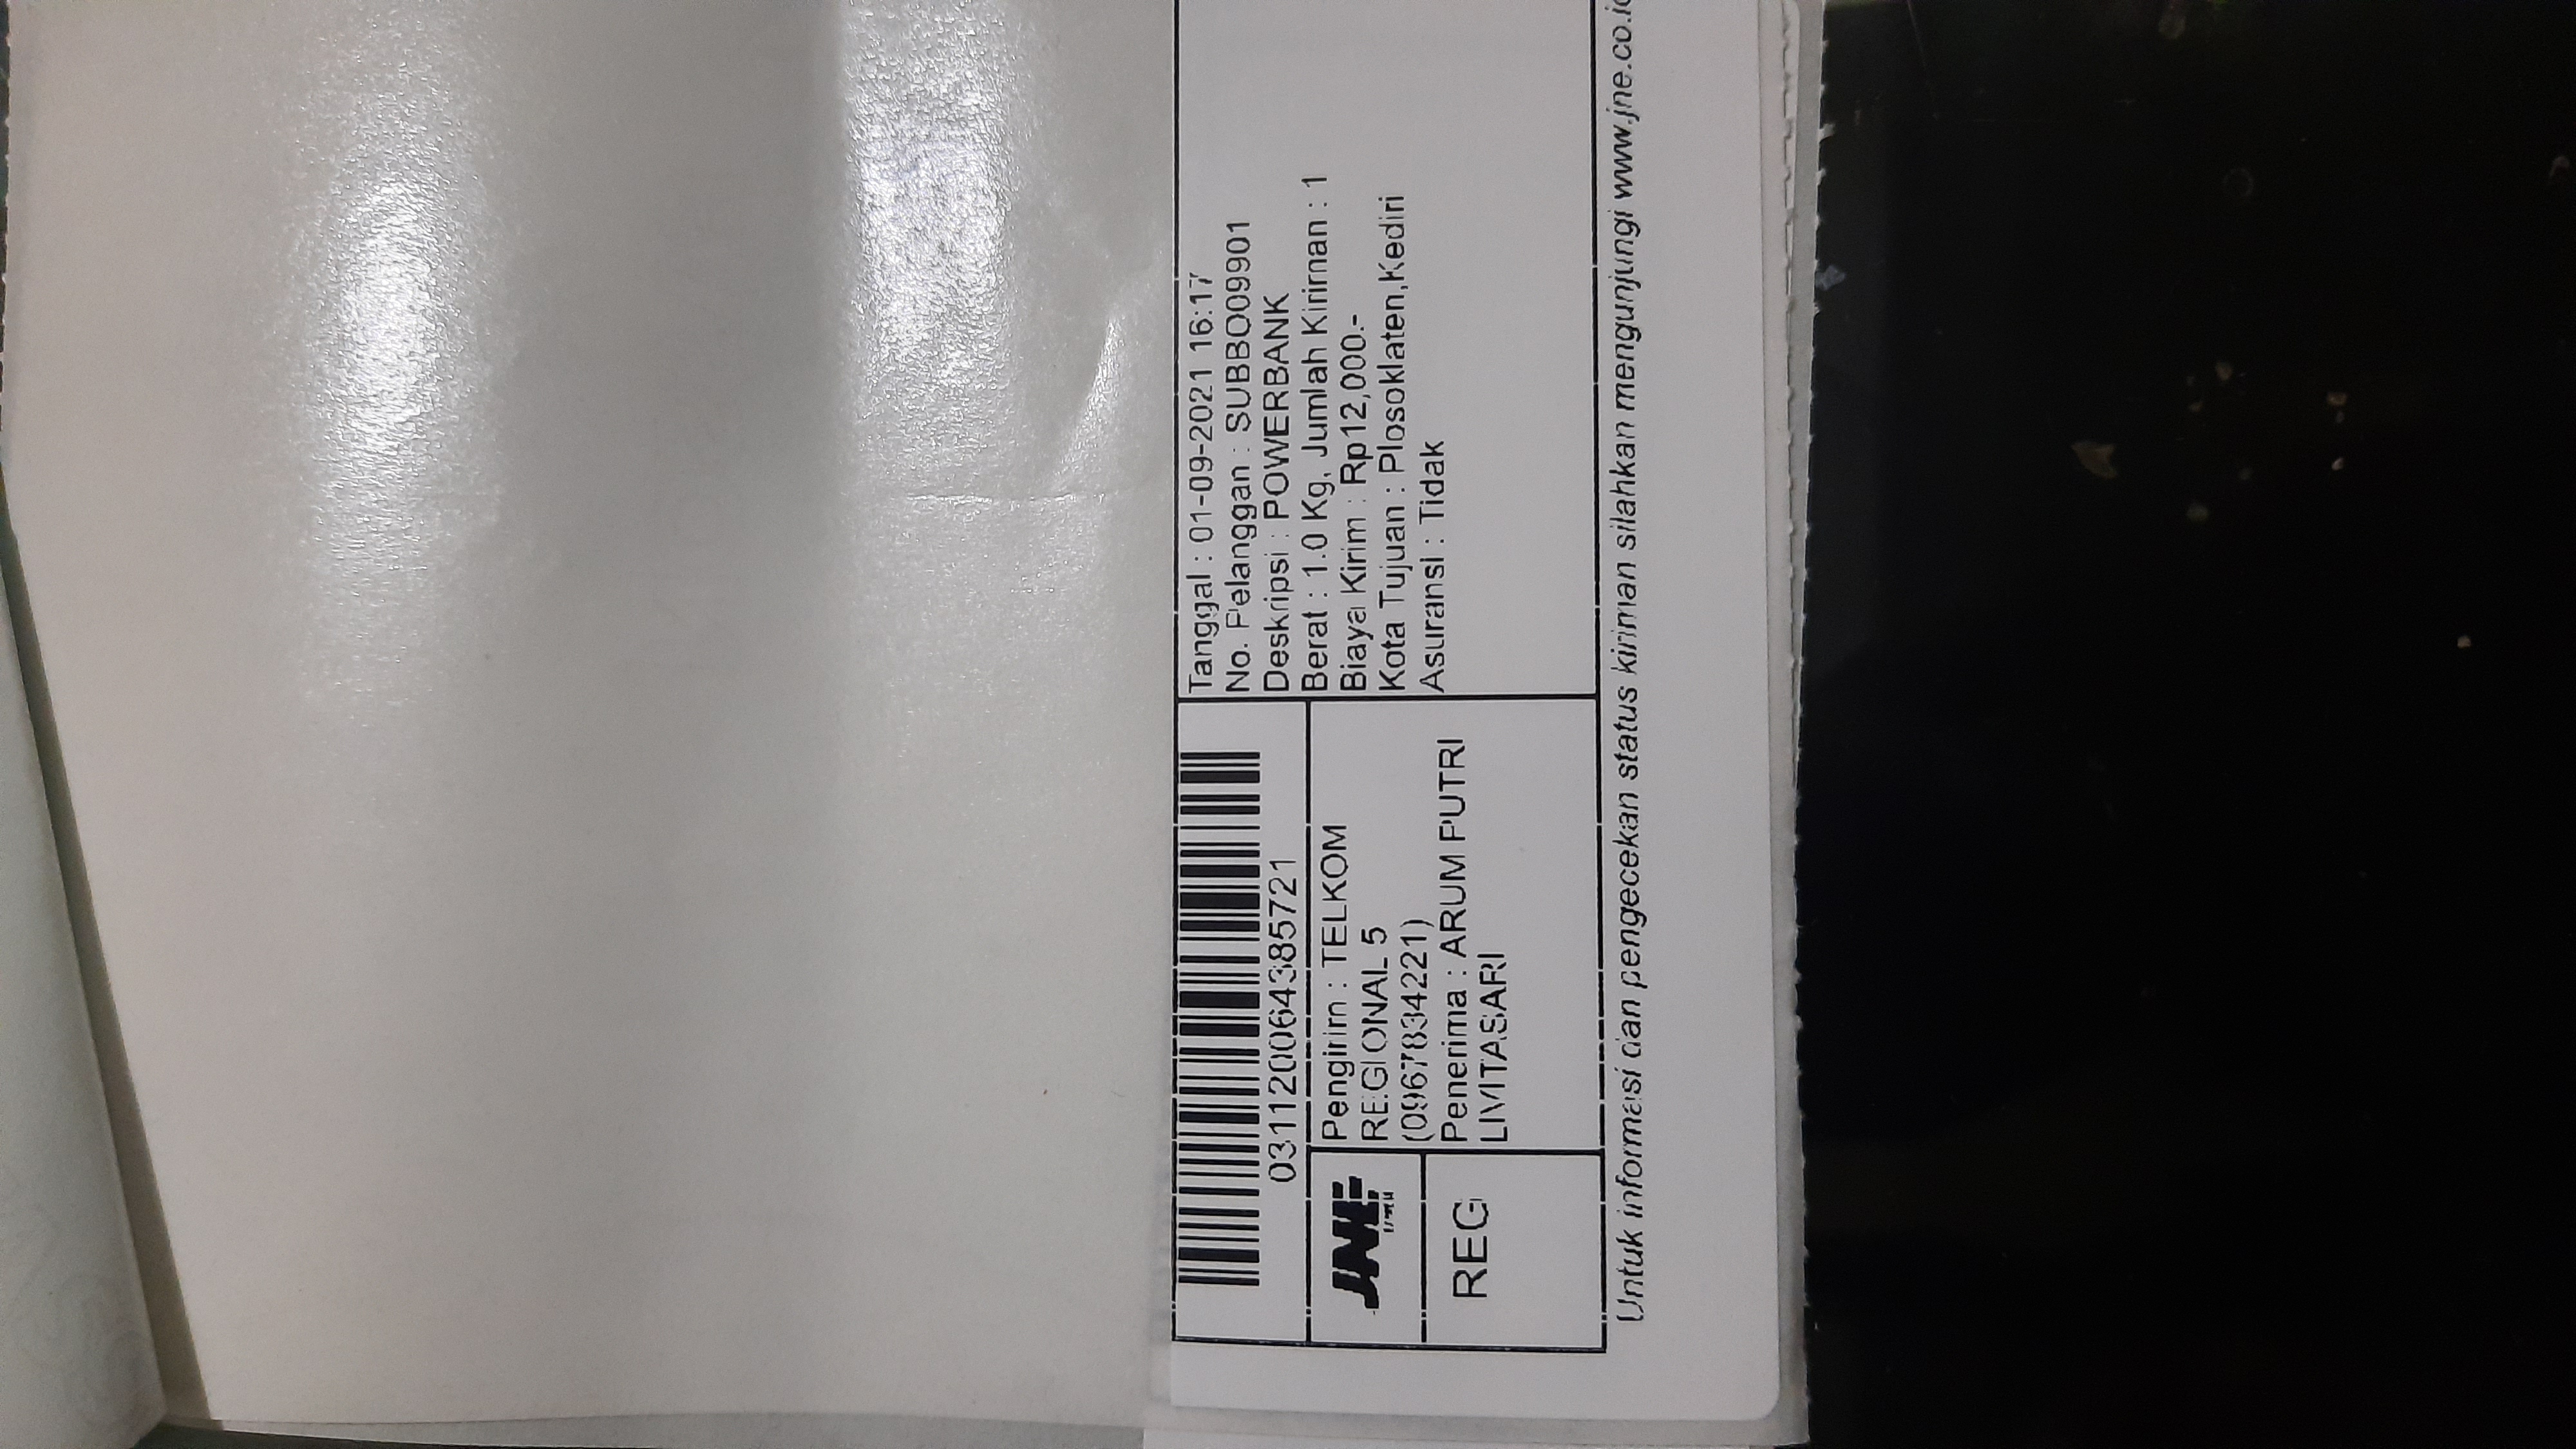 031120064385721
JNE
REG
Pengirim : TELKOM
REGIONAL 5
(0967834221)
Penerima : ARUM PUTRI
LIVITASARI
Tanggal : 01-09-2021 16:17
No. Pelanggan : SUBBO09901
Deskripsi : POWERBANK
Berat : 1.0 Kg, Jumlah Kiriman : 1
Biaya Kirim : Rp12,000.-
Kota Tujuan : Plosoklaten,Kediri
Asuransi : Tidak
Untuk informasi dan pengecekan status kiriman silahkan mengunjungi www.jne.co.id